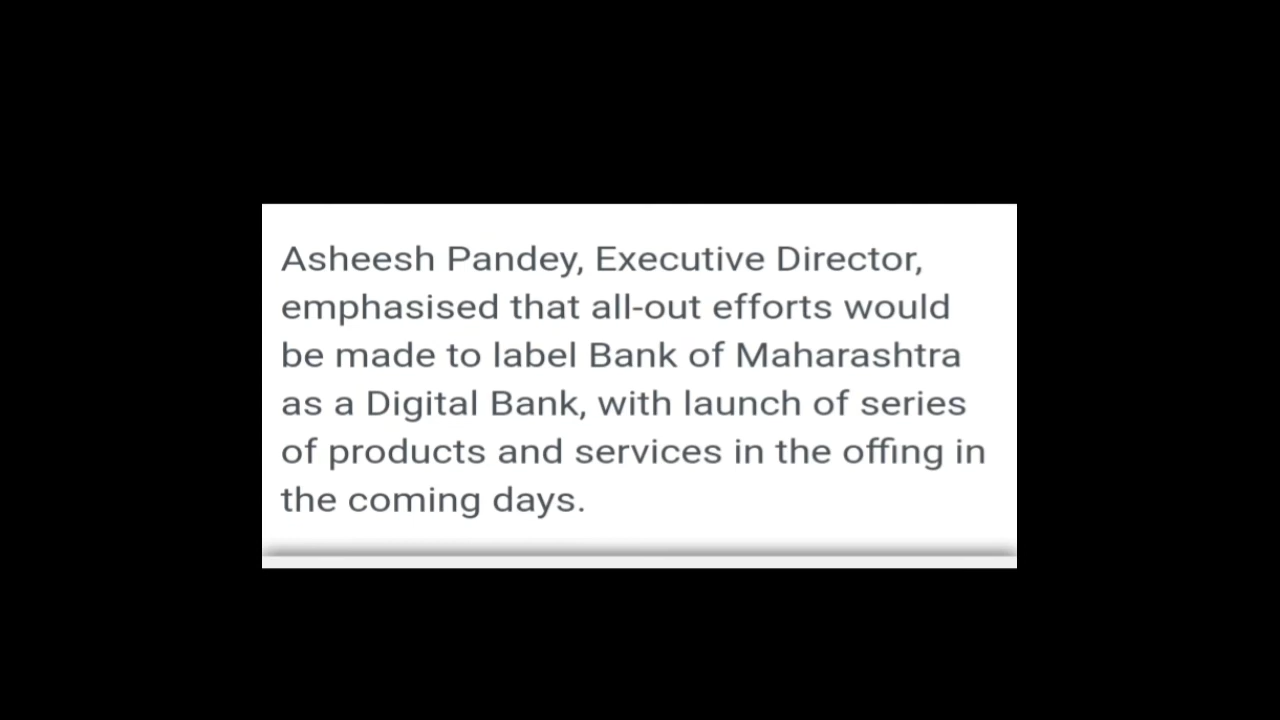 Asheesh Pandey, Executive Director,
emphasised that all-out efforts would
be made to label Bank of Maharashtra
as a Digital Bank, with launch of series
of products and services in the offing in
the coming days.